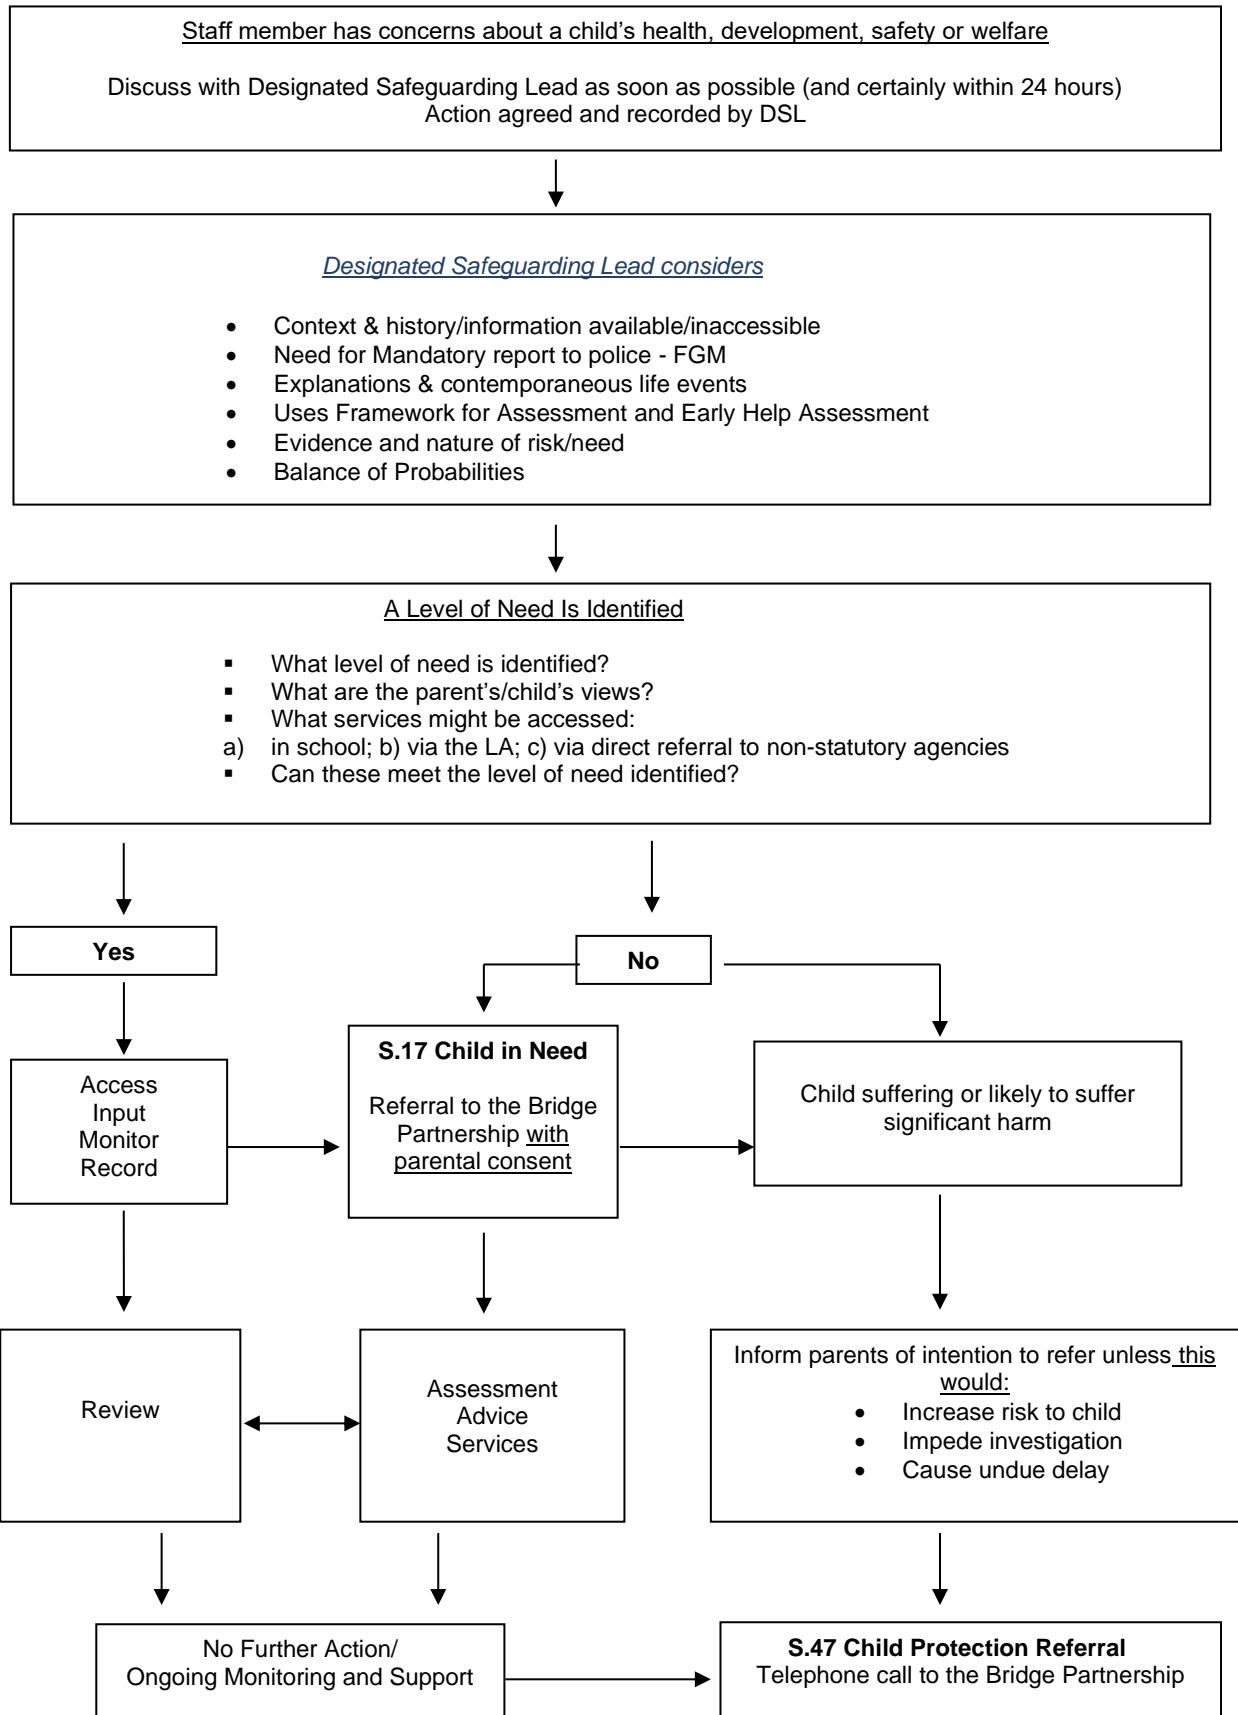 Staff member has concerns about a child’s health, development, safety or welfare
Discuss with Designated Safeguarding Lead as soon as possible (and certainly within 24 hours)
Action agreed and recorded by DSL
Designated Safeguarding Lead considers
• Context & history/information available/inaccessible
• Need for Mandatory report to police - FGM
• Explanations & contemporaneous life events
• Uses Framework for Assessment and Early Help Assessment
• Evidence and nature of risk/need
• Balance of Probabilities
A Level of Need Is Identified
▪ What level of need is identified?
▪ What are the parent’s/child’s views?
▪ What services might be accessed:
a) in school; b) via the LA; c) via direct referral to non-statutory agencies
▪ Can these meet the level of need identified?
Yes
No
Access
Input
Monitor
Record
S.17 Child in Need
Referral to the Bridge
Partnership with
parental consent
Child suffering or likely to suffer
significant harm
Review
Assessment
Advice
Services
Inform parents of intention to refer unless this
would:
• Increase risk to child
• Impede investigation
• Cause undue delay
No Further Action/
Ongoing Monitoring and Support
S.47 Child Protection Referral
Telephone call to the Bridge Partnership